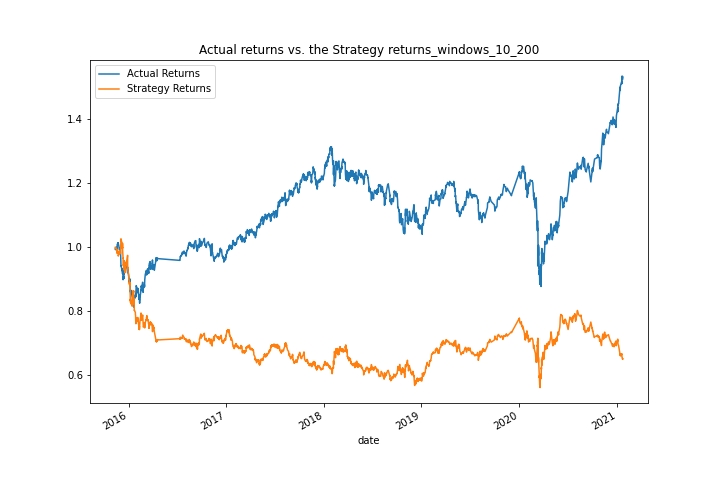 Actual returns vs. the Strategy returns_windows_10_200
Actual Returns
Strategy Returns
1.4
1.2
1.0
0.8
0.6
2016
2017
2018
2019
2020
2021
date